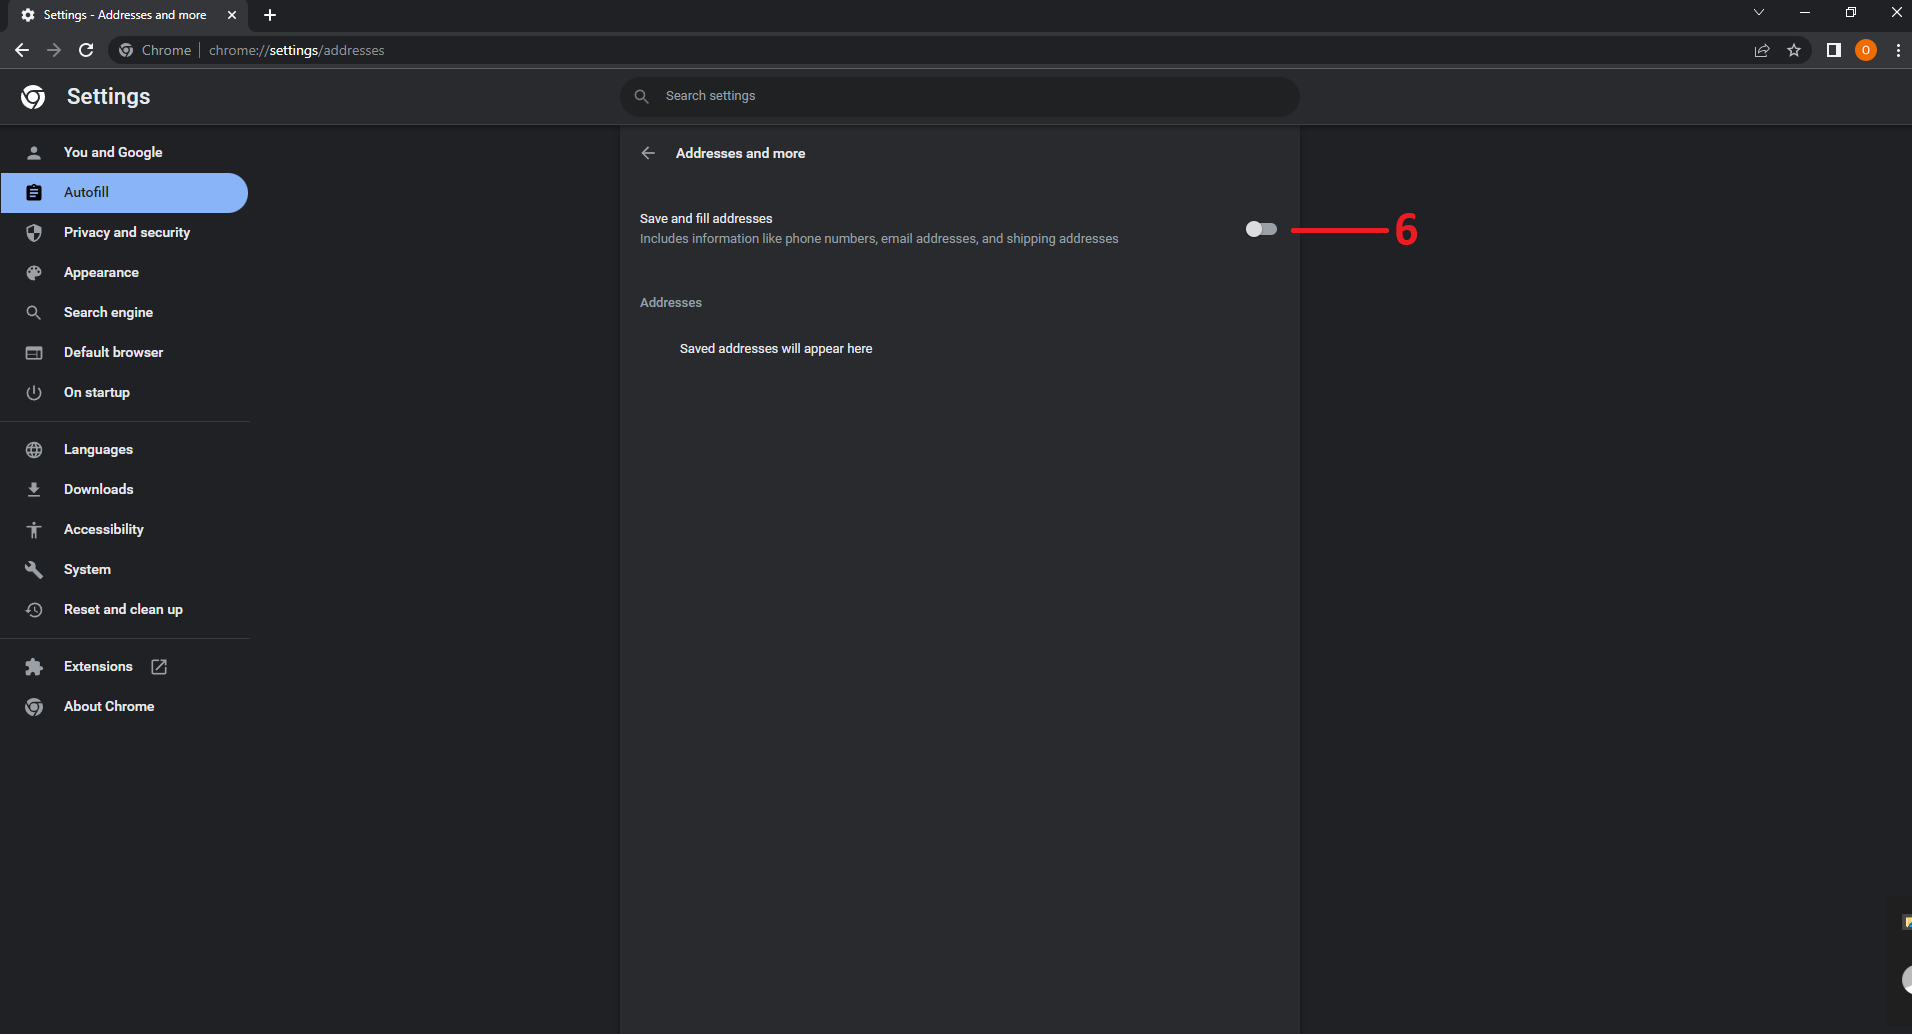 Settings - Addresses and more
Chrome
chrome://settings/addresses
O
Settings
Search settings
You and Google
Autofill
Privacy and security
Appearance
Search engine
Default browser
On startup
Languages
Downloads
Accessibility
System
Reset and clean up
Extensions
About Chrome
Addresses and more
Save and fill addresses
Includes information like phone numbers, email addresses, and shipping addresses
6
Addresses
Saved addresses will appear here